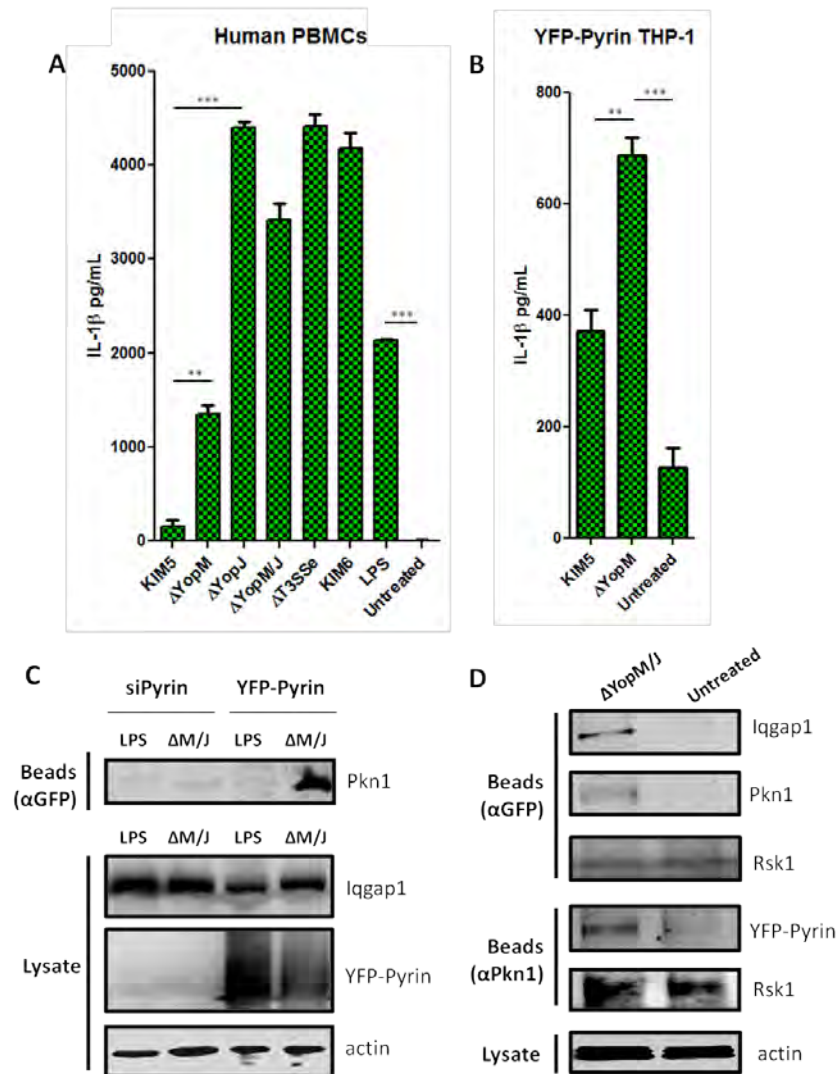 Human PBMCs
A
IL-1β pg/mL
5000
4000
3000
2000
1000
0
***
**
***
KIM5
ΔYopM
ΔYopJ
ΔYopM/J
ΔT3SSe
KIM6
LPS
Untreated
YFP-Pyrin THP-1
B
IL-1β pg/mL
800
600
400
200
0
**
***
KIM5
ΔYopM
Untreated
C
siPyrin YFP-Pyrin
LPS ΔM/J LPS ΔM/J
Beads
(αGFP)
Pkn1
LPS ΔM/J LPS ΔM/J
Lysate
Iqgap1
YFP-Pyrin
actin
D
ΔYopM/J Untreated
Beads
(αGFP)
Iqgap1
Pkn1
Rsk1
Beads
(αPkn1)
YFP-Pyrin
Rsk1
Lysate
actin